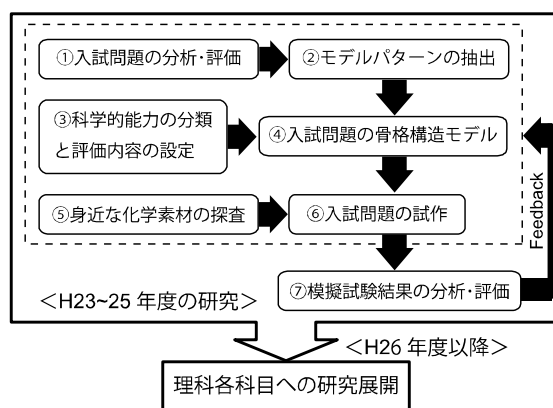 ①入試問題の分析・評価
②モデルパターンの抽出
③科学的能力の分類
と評価内容の設定
④入試問題の骨格構造モデル
⑤身近な化学素材の探査
⑥入試問題の試作
Feedback
⑦模擬試験結果の分析・評価
＜H23~25 年度の研究＞
＜H26 年度以降＞
理科各科目への研究展開